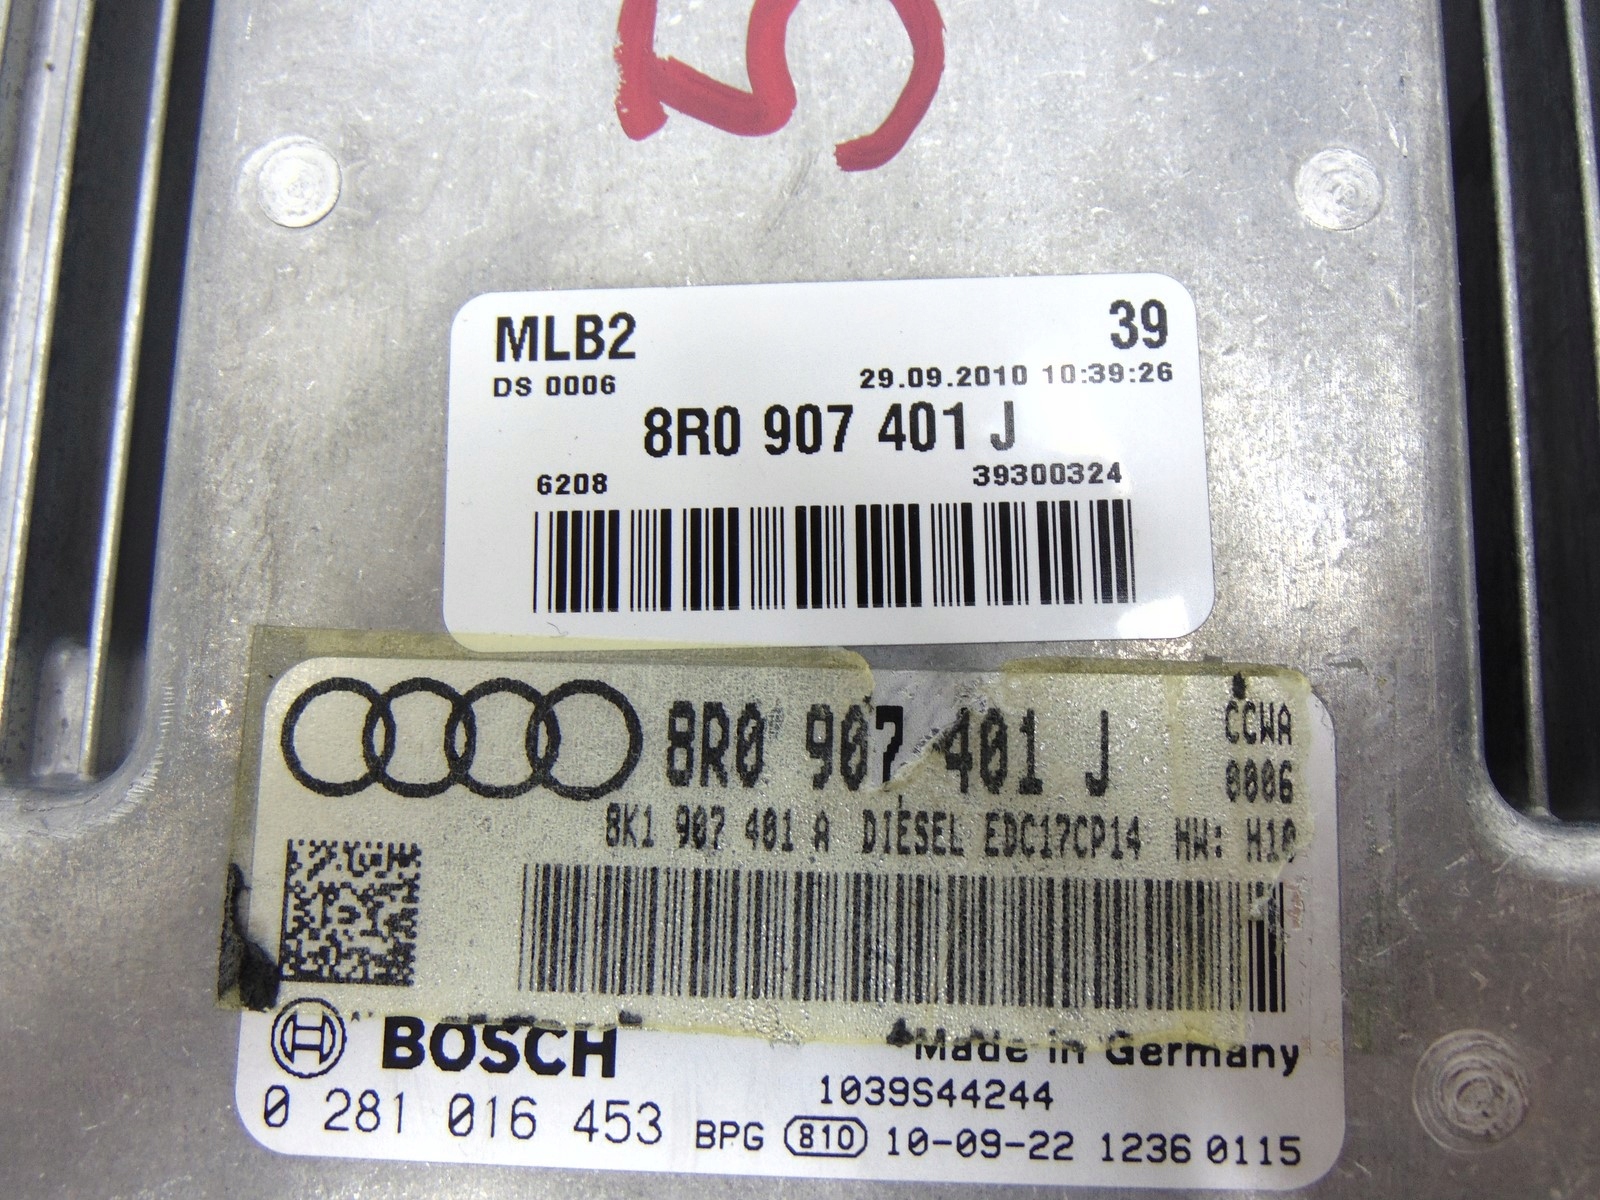 5
MLB2 39
DS 0006 29.09.2010 10:39:26
8R0 907 401 J
6208 39300324
8R0 907 401 J CCWA
0006
8K1 907 401 A DIESEL EDC17CP14 HW: H10
BOSCH Made in Germany
1039S44244
0 281 016 453 BPG 810 10-09-22 1236 0115